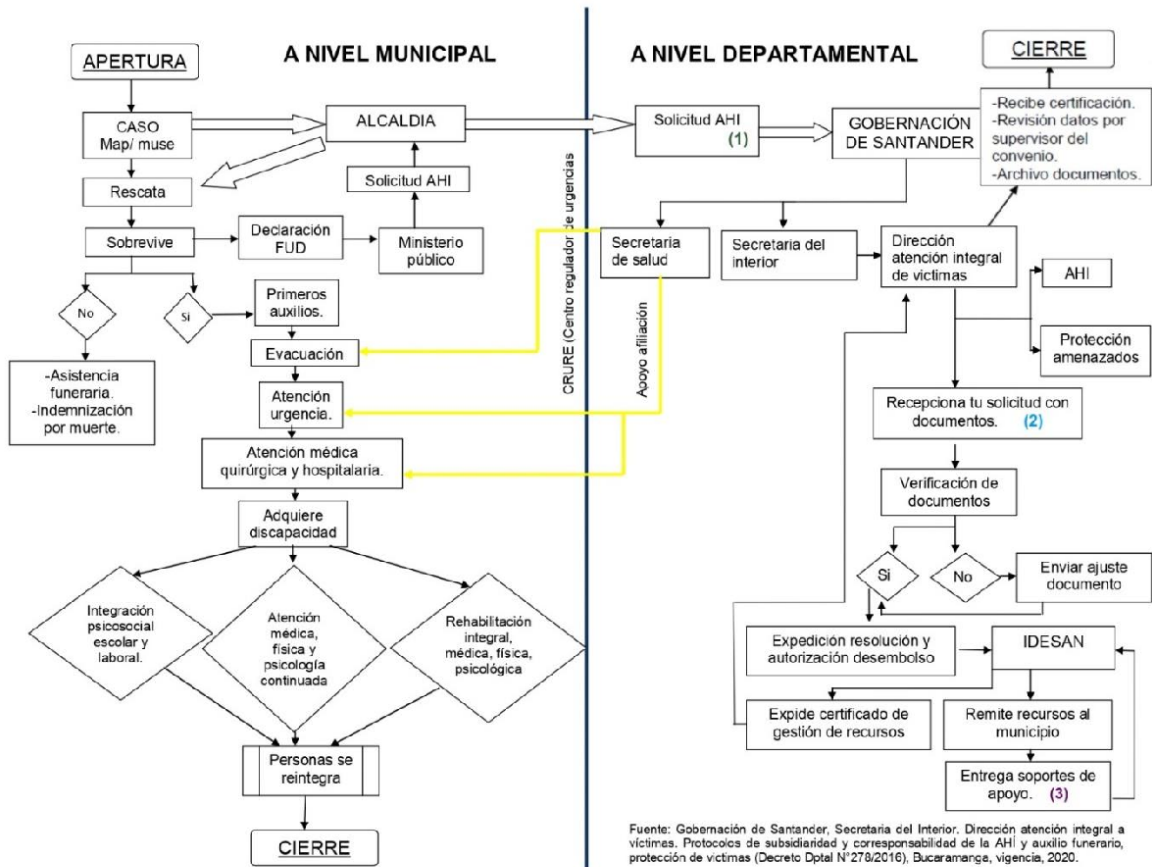 A NIVEL MUNICIPAL
APERTURA
CASO
Map/ muse
ALCALDIA
Rescata
Solicitud AHI
Sobrevive
Declaración
FUD
Ministerio
público
No
Si
Primeros
auxilios.
-Asistencia
funeraria.
-Indemnización
por muerte.
Evacuación
Atención
urgencia.
Atención médica
quirúrgica y hospitalaria.
Adquiere
discapacidad
Integración
psicosocial
escolar y
laboral.
Atención
médica,
física y
psicología
continuada
Rehabilitación
integral,
médica, física,
psicológica
Personas se
reintegra
CIERRE
CRURE (Centro regulador de urgencias
Apoyo afiliación
A NIVEL DEPARTAMENTAL
CIERRE
Solicitud AHI
(1)
GOBERNACIÓN
DE SANTANDER
-Recibe certificación.
-Revisión datos por
supervisor del
convenio.
-Archivo documentos.
Secretaria
de salud
Secretaria del
interior
Dirección
atención integral
de victimas
AHI
Protección
amenazados
Recepciona tu solicitud con
documentos. (2)
Verificación de
documentos
Si
No
Enviar ajuste
documento
Expedición resolución y
autorización desembolso
IDESAN
Expide certificado de
gestión de recursos
Remite recursos al
municipio
Entrega soportes de
apoyo. (3)
Fuente: Gobernación de Santander, Secretaria del Interior. Dirección atención integral a
víctimas. Protocolos de subsidiaridad y corresponsabilidad de la AHÍ y auxilio funerario,
protección de victimas (Decreto Dptal N°278/2016), Bucaramanga, vigencia, 2020.